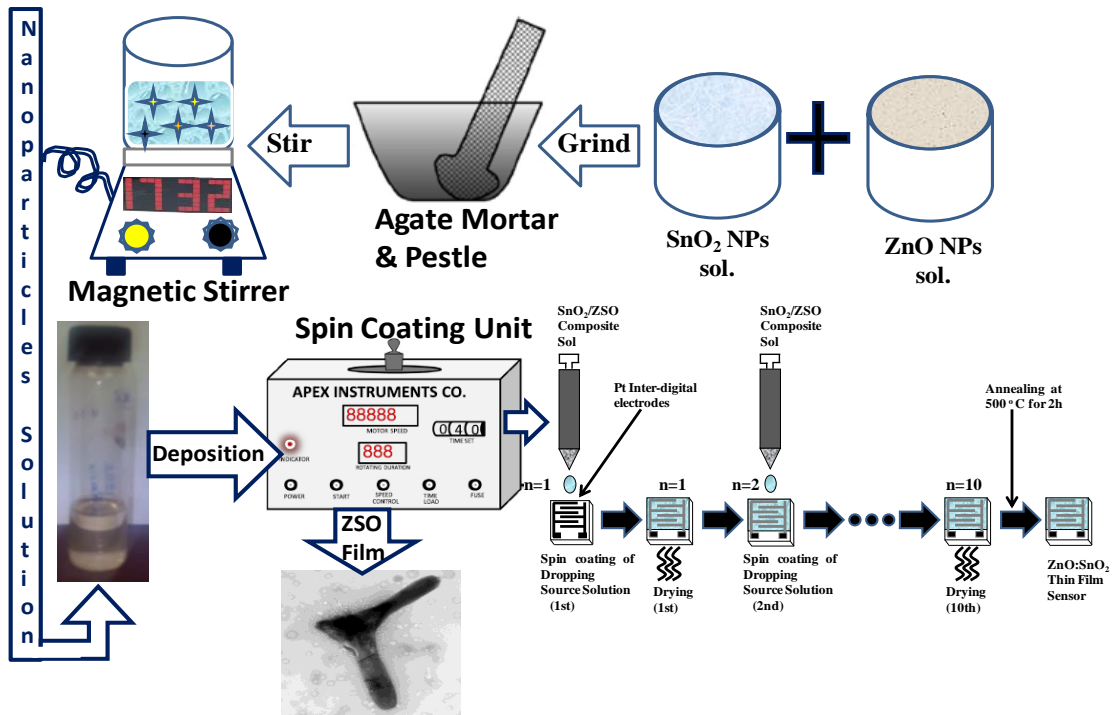 Nanoparticles Solution
Stir
Grind
1732
Agate Mortar
& Pestle
SnO₂ NPs
sol.
ZnO NPs
sol.
Magnetic Stirrer
Spin Coating Unit
APEX INSTRUMENTS CO.
88888
MOTOR SPEED
040
TIME SET
INDICATOR
888
ROTATING DURATION
POWER
START
SPEED
CONTROL
TIME
LOAD
FUSE
Deposition
ZSO
Film
SnO₂/ZSO
Composite
Sol
Pt Inter-digital
electrodes
SnO₂/ZSO
Composite
Sol
Annealing at
500 °C for 2h
n=1
n=1
n=2
n=10
Spin coating of
Dropping
Source Solution
(1st)
Drying
(1st)
Spin coating of
Dropping
Source Solution
(2nd)
Drying
(10th)
ZnO:SnO₂
Thin Film
Sensor